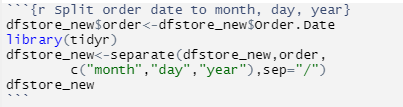 ```{r Split order date to month, day, year}
dfstore_new$order<-dfstore_new$Order.Date
library(tidyr)
dfstore_new<-separate(dfstore_new,order,
        c("month","day","year"),sep="/")
dfstore_new
```